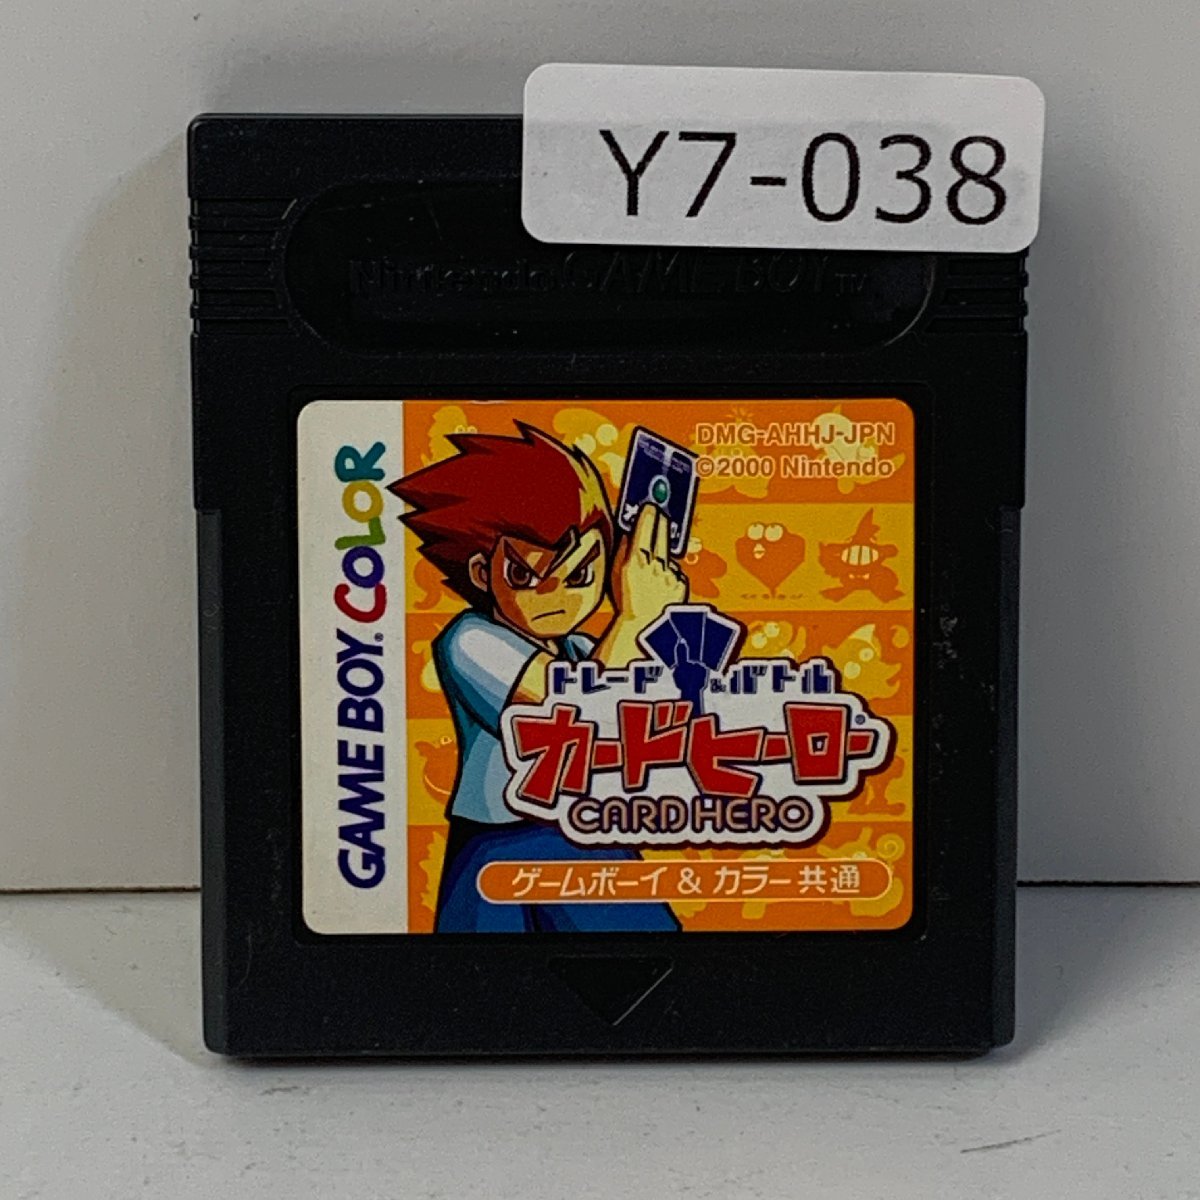 Y7-038
Nintendo GAME BOY™
DMG-AHHJ-JPN
©2000 Nintendo
GAME BOY COLOR
トレード&バトル
カードヒーロー
CARD HERO
ゲームボーイ & カラー共通